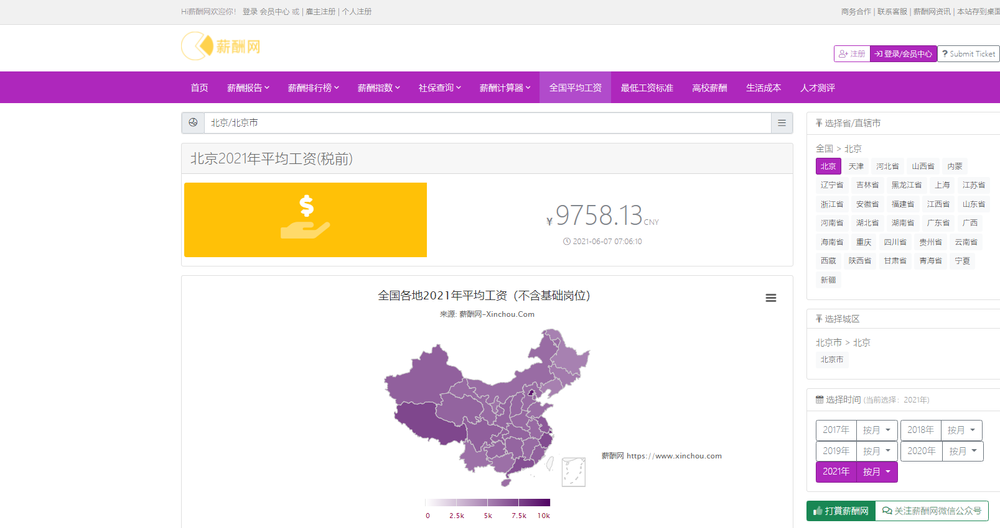 Hi薪酬网欢迎你！ 登录 会员中心 或 | 雇主注册 | 个人注册
商务合作 | 联系客服 | 薪酬网资讯 | 本站存到桌面
薪酬网
注册 登录/会员中心 ? Submit Ticket
首页 薪酬报告 薪酬排行榜 薪酬指数 社保查询 薪酬计算器 全国平均工资 最低工资标准 高校薪酬 生活成本 人才测评
北京/北京市
北京2021年平均工资(税前)
$
¥9758.13CNY
2021-06-07 07:06:10
全国各地2021年平均工资（不含基础岗位）
来源: 薪酬网-Xinchou.Com
薪酬网 https://www.xinchou.com
0 2.5k 5k 7.5k 10k
选择省/直辖市
全国 > 北京
北京 天津 河北省 山西省 内蒙
辽宁省 吉林省 黑龙江省 上海 江苏省
浙江省 安徽省 福建省 江西省 山东省
河南省 湖北省 湖南省 广东省 广西
海南省 重庆 四川省 贵州省 云南省
西藏 陕西省 甘肃省 青海省 宁夏
新疆
选择城区
北京市 > 北京
北京市
选择时间 (当前选择：2021年)
2017年 按月 2018年 按月
2019年 按月 2020年 按月
2021年 按月
打赏薪酬网 关注薪酬网微信公众号